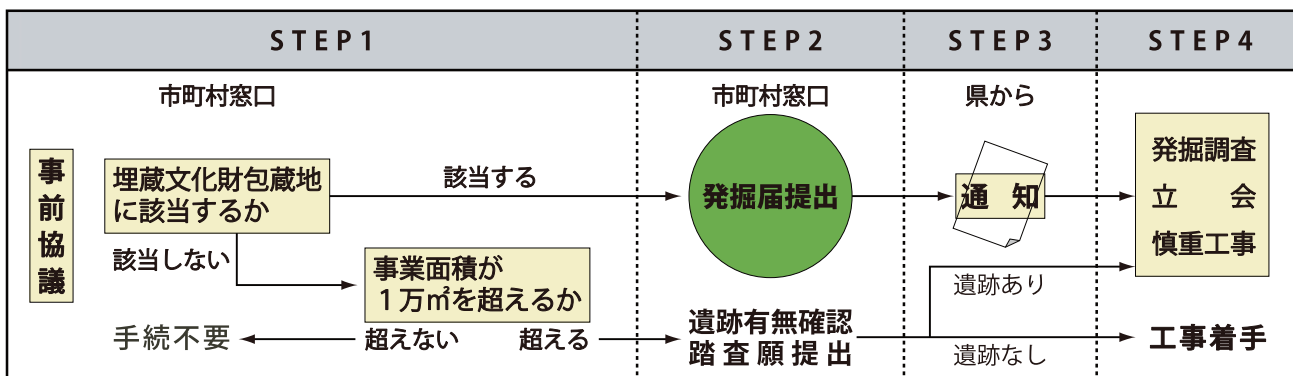 STEP1
STEP2
STEP3
STEP4
市町村窓口
市町村窓口
県から
事前協議
埋蔵文化財包蔵地
に該当するか
該当する
発掘届提出
通 知
発掘調査
立 会
慎重工事
該当しない
事業面積が
1万㎡を超えるか
遺跡あり
手続不要
超えない
超える
遺跡有無確認
踏査願提出
遺跡なし
工事着手